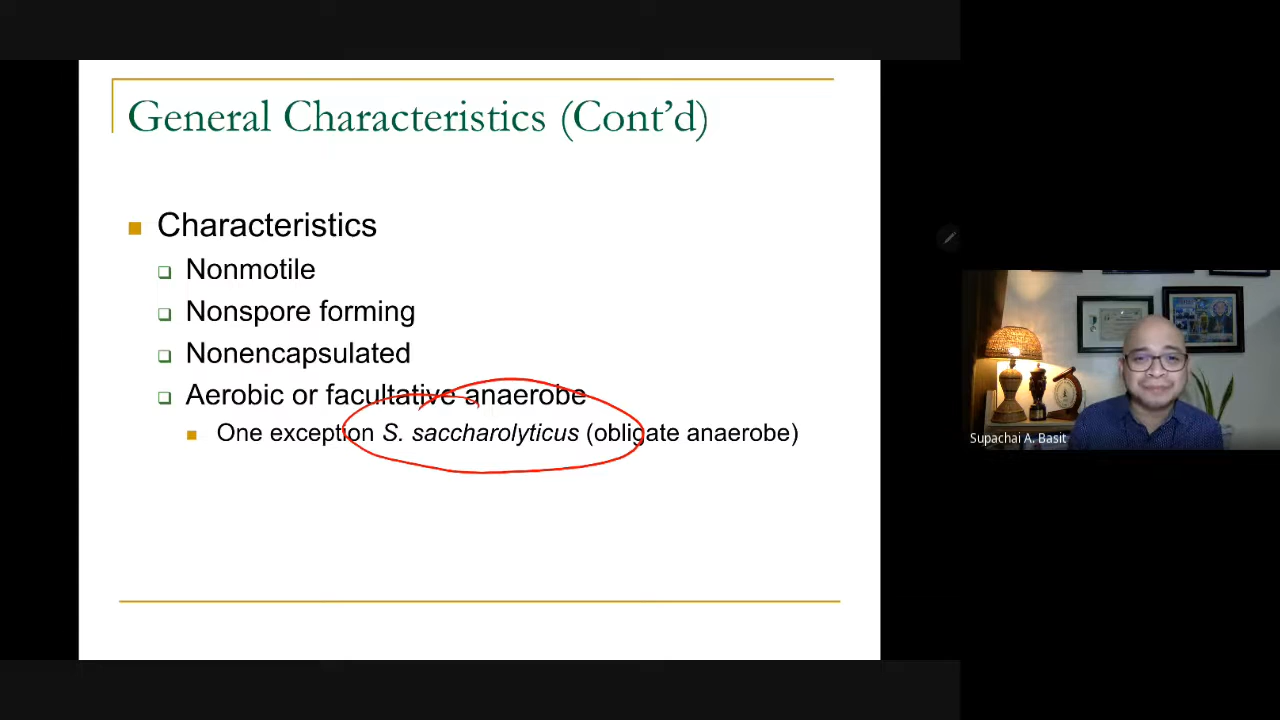 General Characteristics (Cont’d)
Characteristics
Nonmotile
Nonspore forming
Nonencapsulated
Aerobic or facultative anaerobe
One exception S. saccharolyticus (obligate anaerobe)
Supachai A. Basit